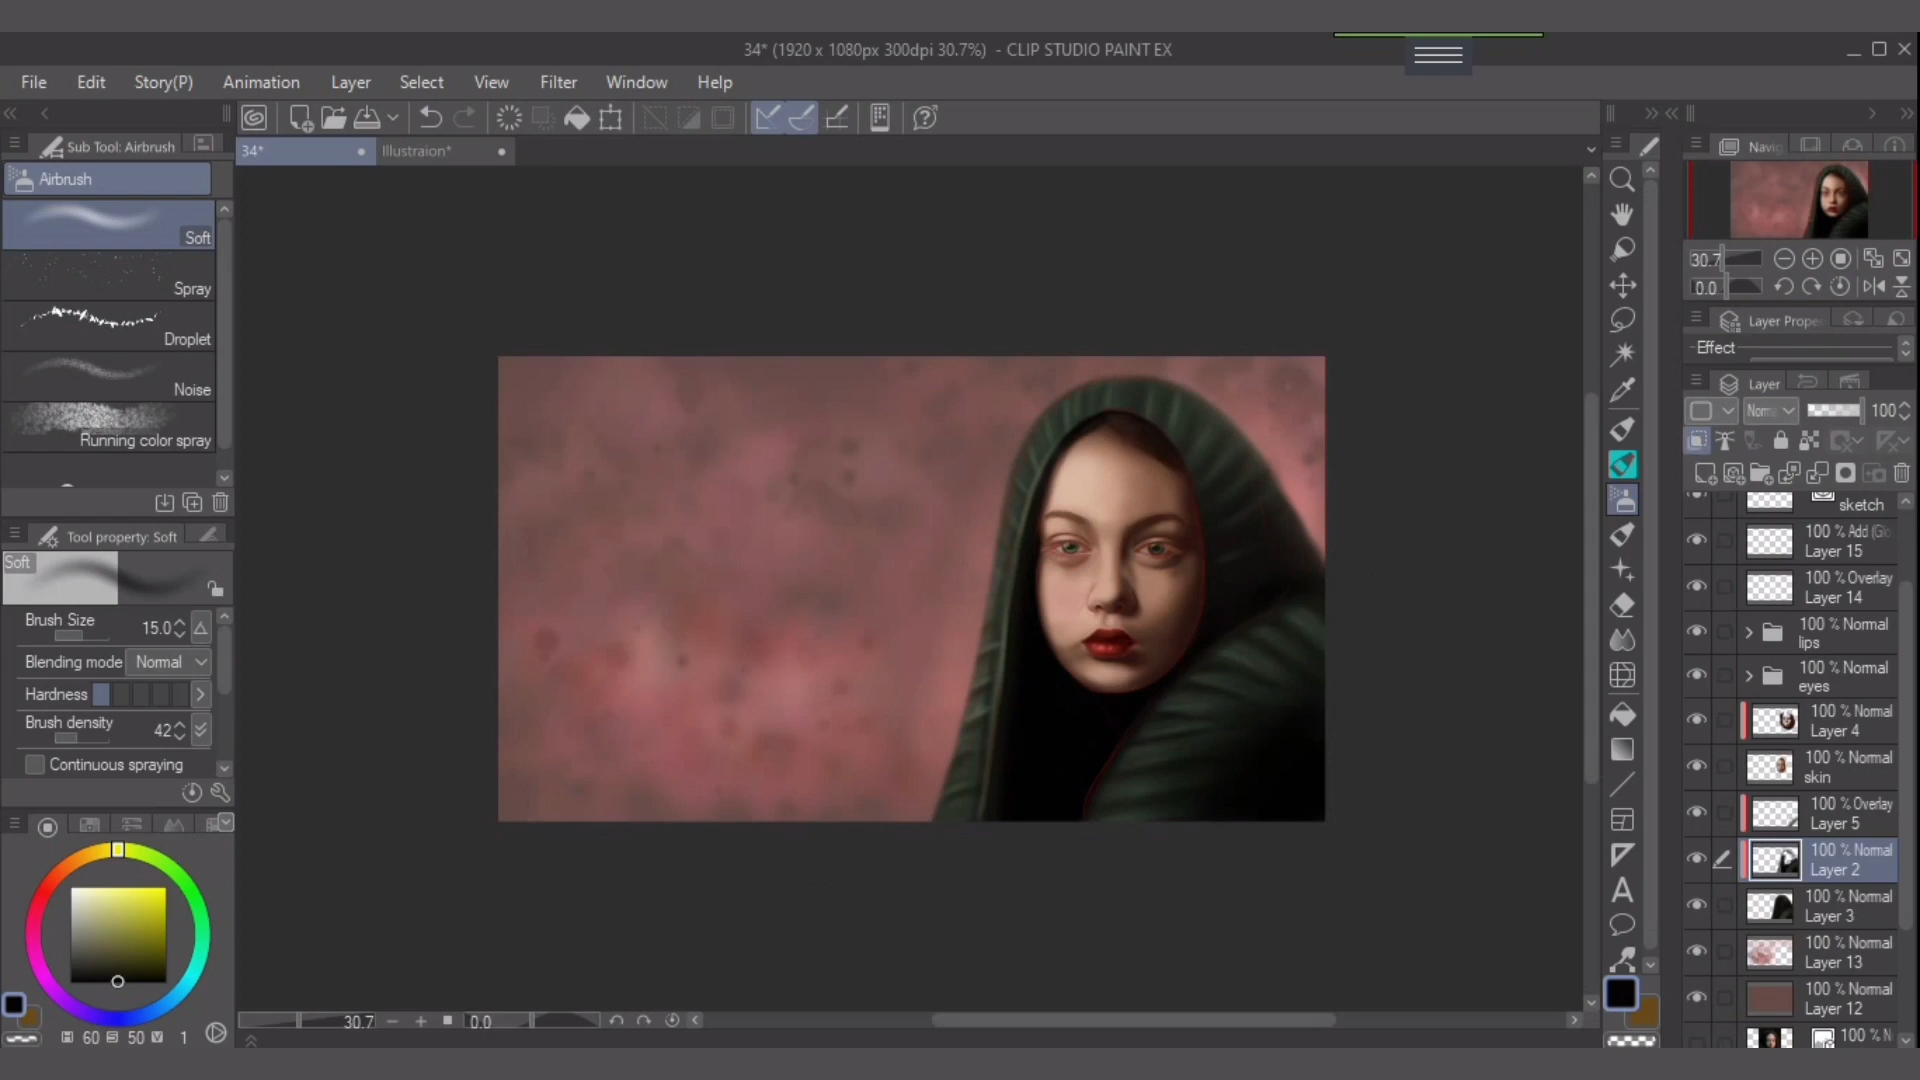 34* (1920 x 1080px 300dpi 30.7%) - CLIP STUDIO PAINT EX
File Edit Story(P) Animation Layer Select View Filter Window Help
34* Illustraion*
Sub Tool: Airbrush
Airbrush
Soft
Spray
Droplet
Noise
Running color spray
Tool property: Soft
Soft
Brush Size 15.0
Blending mode Normal
Hardness
Brush density 42
Continuous spraying
H 60 S 50 V 1
30.7 0.0
Navig
30.7
0.0
Layer Prope
Effect
Layer
Norm 100
sketch
100 % Add (Glo
Layer 15
100 % Overlay
Layer 14
100 % Normal
lips
100 % Normal
eyes
100 % Normal
Layer 4
100 % Normal
skin
100 % Overlay
Layer 5
100 % Normal
Layer 2
100 % Normal
Layer 3
100 % Normal
Layer 13
100 % Normal
Layer 12
100 % N